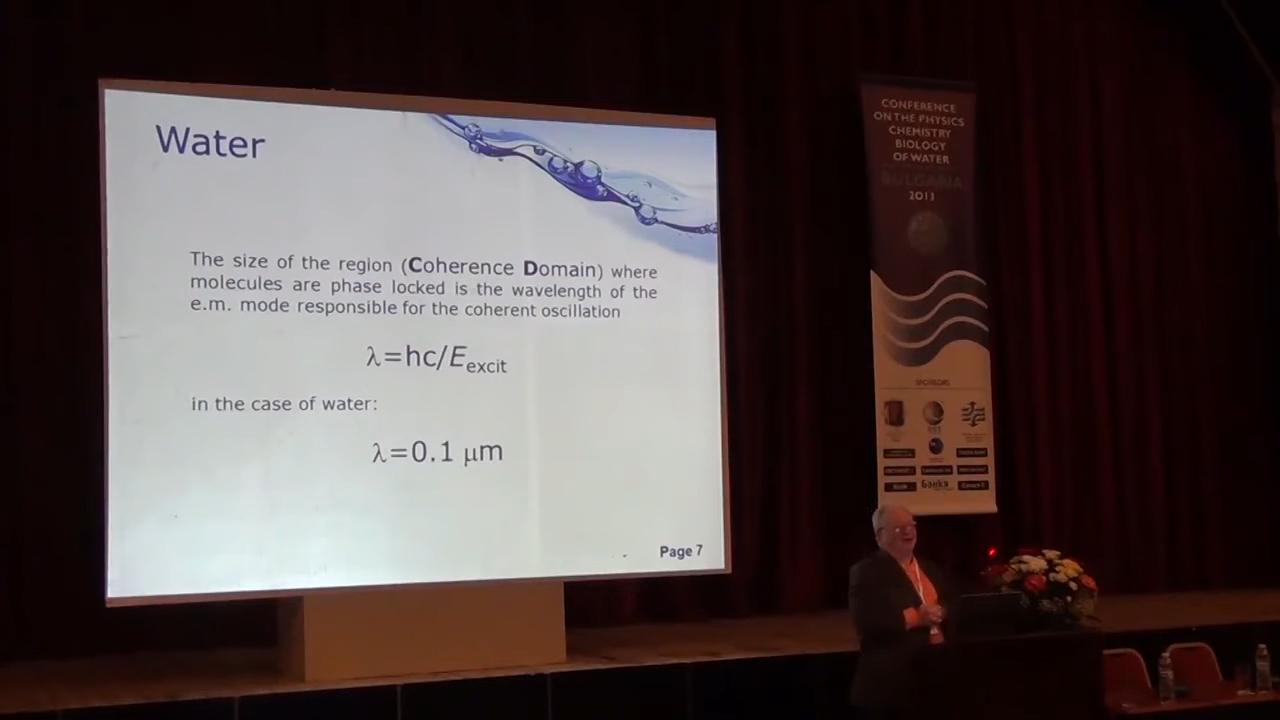 Water
The size of the region (Coherence Domain) where
molecules are phase locked is the wavelength of the
e.m. mode responsible for the coherent oscillation
λ=hc/Eexcit
in the case of water:
λ=0.1 μm
Page 7
CONFERENCE
ON THE PHYSICS
CHEMISTRY
BIOLOGY
OF WATER
BULGARIA
2013
SPONSORS